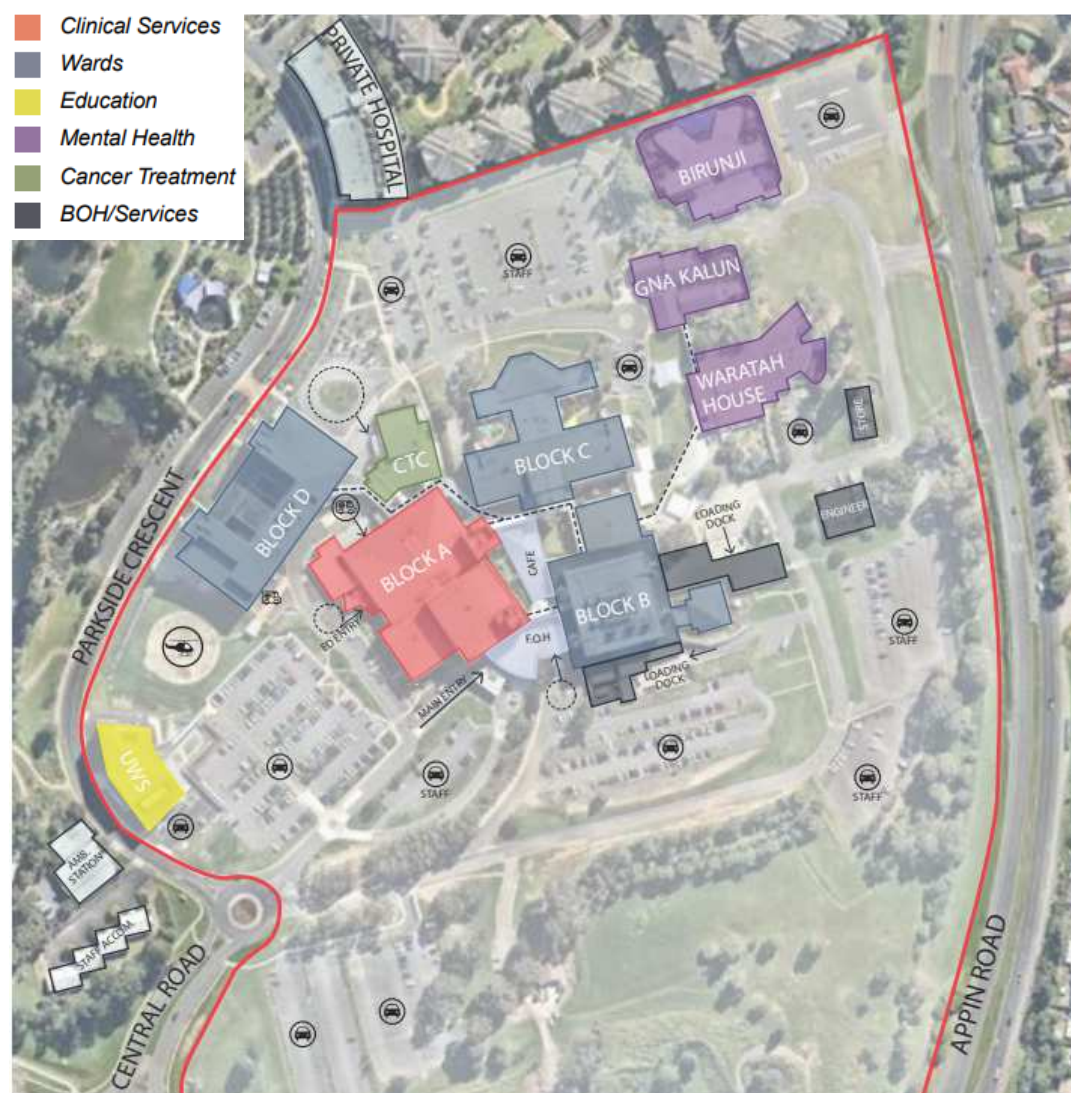 Clinical Services
Wards
Education
Mental Health
Cancer Treatment
BOH/Services
PRIVATE HOSPITAL
BIRUNJI
STAFF
GNA KALUN
WARATAH
HOUSE
STORE
CTC
BLOCK C
BLOCK D
PARKSIDE CRESCENT
LOADING
DOCK
ENGINEER
BLOCK A
CAFE
BLOCK B
ED ENTRY
F.O.H
STAFF
LOADING
DOCK
MAIN ENTRY
UWS
STAFF
STAFF
AMB.
STATION
STAFF ACCOM.
CENTRAL ROAD
APPIN ROAD